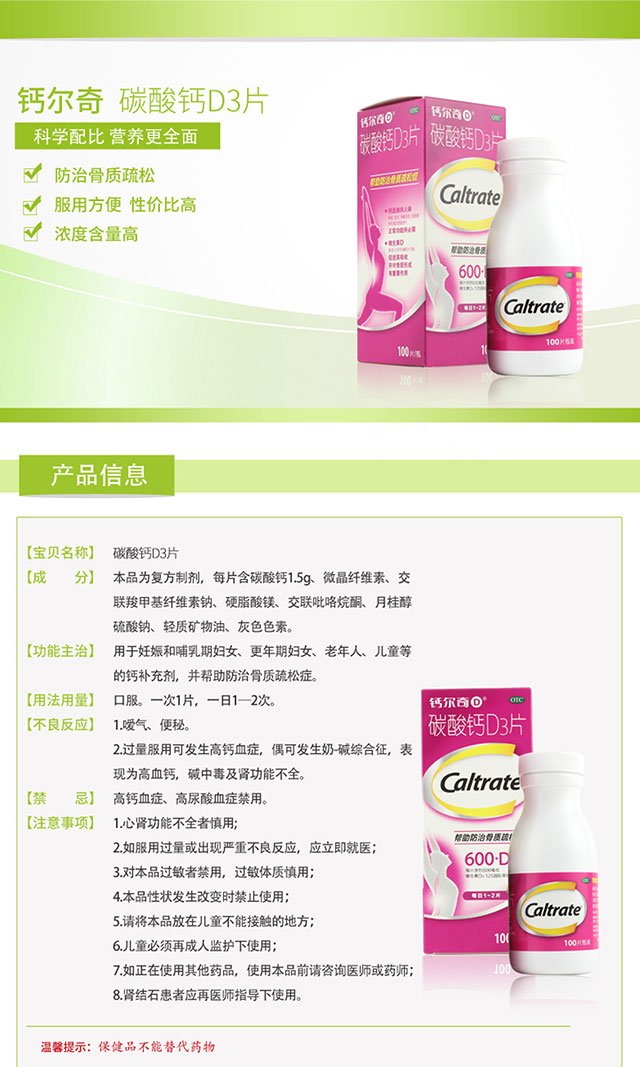 钙尔奇 碳酸钙D3片
科学配比 营养更全面
防治骨质疏松
服用方便 性价比高
浓度含量高
钙尔奇D®
OTC
碳酸钙D3片
帮助防治骨质疏松症
Caltrate
维生素D
正常功能所必需
600·D
每日1-2片
100片/瓶
Caltrate
100片瓶装
产品信息
【宝贝名称】 碳酸钙D3片
【成 分】 本品为复方制剂，每片含碳酸钙1.5g、微晶纤维素、交
联羧甲基纤维素钠、硬脂酸镁、交联吡咯烷酮、月桂醇
硫酸钠、轻质矿物油、灰色色素。
【功能主治】 用于妊娠和哺乳期妇女、更年期妇女、老年人、儿童等
的钙补充剂，并帮助防治骨质疏松症。
【用法用量】 口服。一次1片，一日1—2次。
【不良反应】 1.嗳气、便秘。
2.过量服用可发生高钙血症，偶可发生奶-碱综合征，表
现为高血钙，碱中毒及肾功能不全。
【禁 忌】 高钙血症、高尿酸血症禁用。
【注意事项】 1.心肾功能不全者慎用；
2.如服用过量或出现严重不良反应，应立即就医；
3.对本品过敏者禁用，过敏体质慎用；
4.本品性状发生改变时禁止使用；
5.请将本品放在儿童不能接触的地方；
6.儿童必须再成人监护下使用；
7.如正在使用其他药品，使用本品前请咨询医师或药师；
8.肾结石患者应再医师指导下使用。
钙尔奇D®
OTC
碳酸钙D3片
Caltrate
帮助防治骨质疏
600·D
每日1-2片
100
Caltrate
100片瓶装
温馨提示：保健品不能替代药物